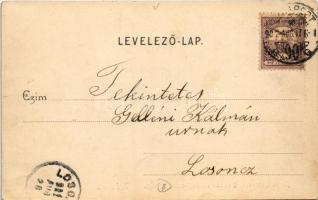 LEVELEZŐ-LAP.
Czim
Tekintetes
Gellini Kálmán
urnak
Losoncz